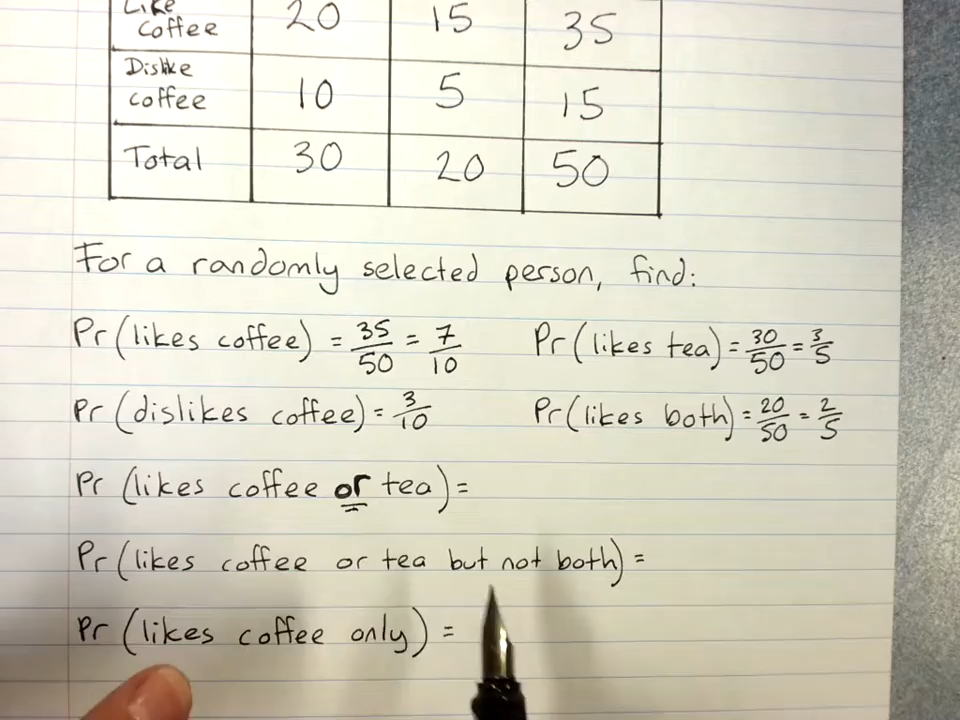 Like
coffee 20 15 35
Dislike
coffee 10 5 15
Total 30 20 50
For a randomly selected person, find:
Pr (likes coffee) = 35/50 = 7/10 Pr (likes tea) = 30/50 = 3/5
Pr (dislikes coffee) = 3/10 Pr (likes both) = 20/50 = 2/5
Pr (likes coffee or tea) =
Pr (likes coffee or tea but not both) =
Pr (likes coffee only) =